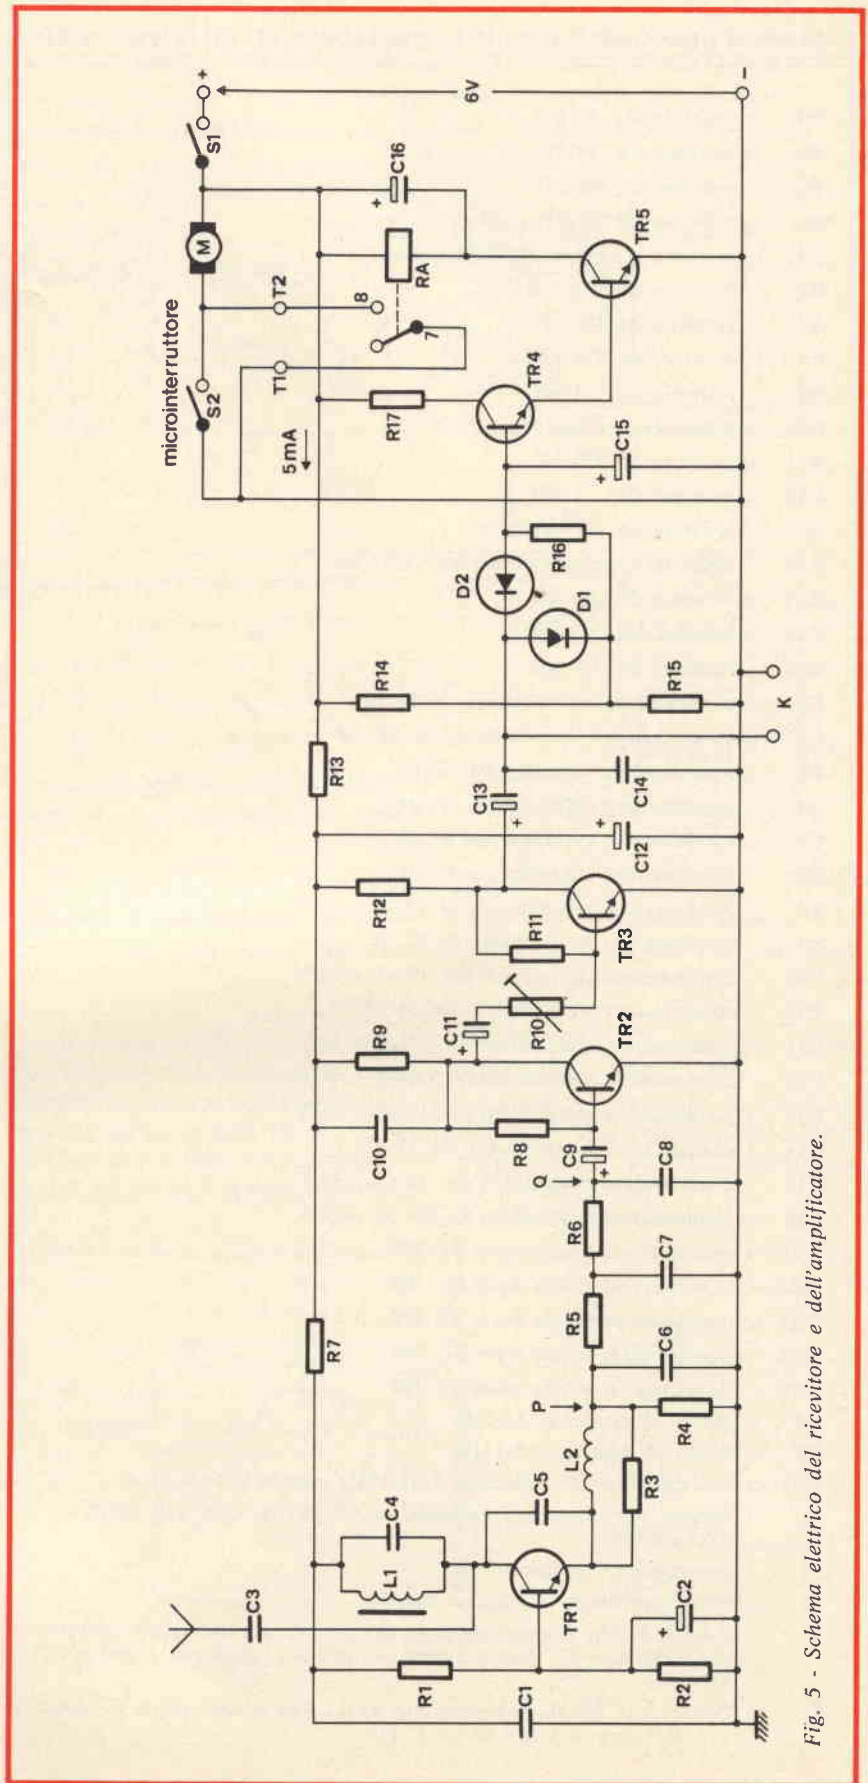 microinterruttore
S2
M
S1
+
T1
T2
5mA
8
7
C3
R7
R13
L1
C4
C10
R9
R12
R14
R17
RA
+
C16
6V
R1
C1
TR1
C5
L2
P
R5
R6
Q
C9
+
R8
C11
+
R10
R11
C13
+
D2
D1
R16
TR4
TR5
R2
+
C2
R3
R4
C6
C7
C8
TR2
TR3
+
C12
C14
R15
K
+
C15
−
Fig. 5 - Schema elettrico del ricevitore e dell'amplificatore.